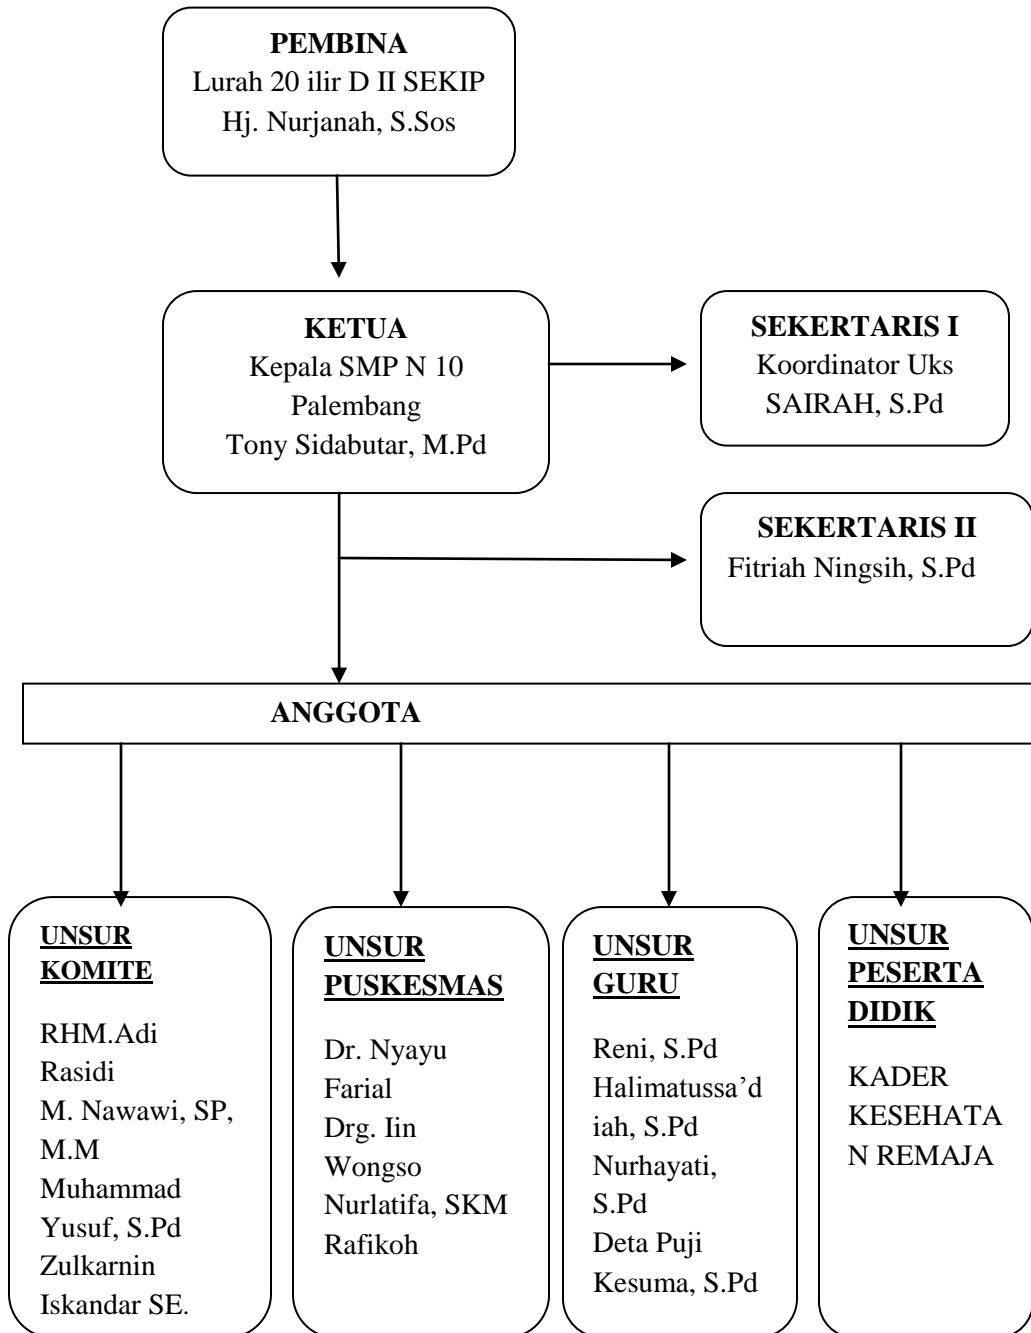 PEMBINA
Lurah 20 ilir D II SEKIP
Hj. Nurjanah, S.Sos
KETUA
Kepala SMP N 10
Palembang
Tony Sidabutar, M.Pd
SEKERTARIS I
Koordinator Uks
SAIRAH, S.Pd
SEKERTARIS II
Fitriah Ningsih, S.Pd
ANGGOTA
UNSUR
KOMITE
RHM.Adi
Rasidi
M. Nawawi, SP,
M.M
Muhammad
Yusuf, S.Pd
Zulkarnin
Iskandar SE.
UNSUR
PUSKESMAS
Dr. Nyayu
Farial
Drg. Iin
Wongso
Nurlatifa, SKM
Rafikoh
UNSUR
GURU
Reni, S.Pd
Halimatussa’d
iah, S.Pd
Nurhayati,
S.Pd
Deta Puji
Kesuma, S.Pd
UNSUR
PESERTA
DIDIK
KADER
KESEHATA
N REMAJA